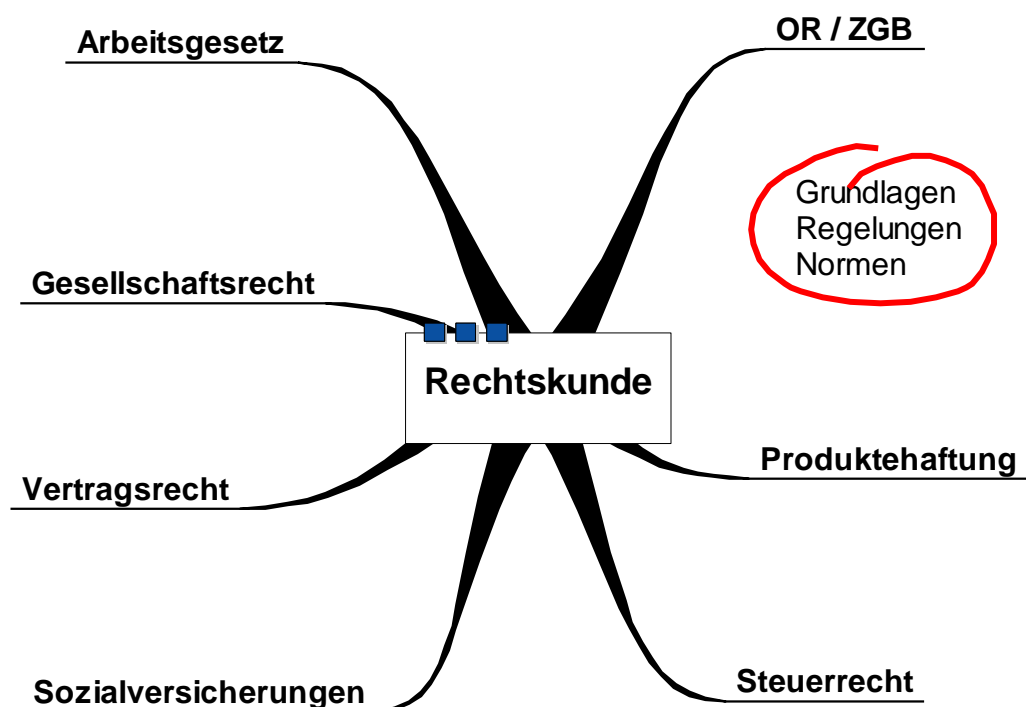 Arbeitsgesetz
OR / ZGB
Grundlagen
Regelungen
Normen
Gesellschaftsrecht
Rechtskunde
Produktehaftung
Vertragsrecht
Steuerrecht
Sozialversicherungen